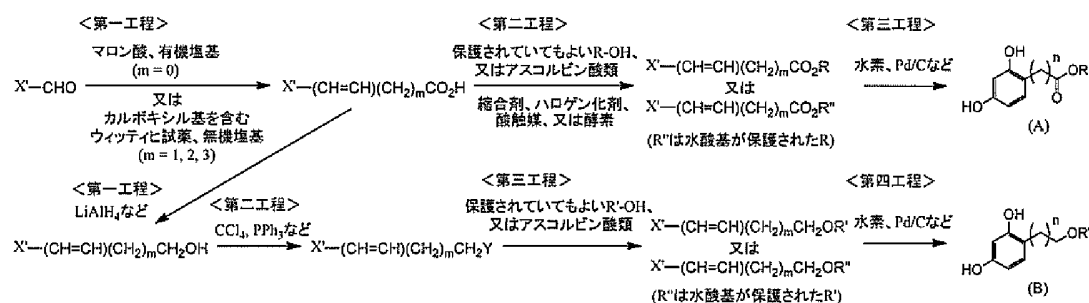 <第一工程>
マロン酸、有機塩基
(m = 0)
又は
カルボキシル基を含む
ウィッティヒ試薬、無機塩基
(m = 1, 2, 3)
X'-CHO
X'-(CH=CH)(CH2)mCO2H
<第二工程>
保護されていてもよいR-OH、
又はアスコルビン酸類
縮合剤、ハロゲン化剤、
酸触媒、又は酵素
X'-(CH=CH)(CH2)mCO2R
又は
X'-(CH=CH)(CH2)mCO2R"
(R"は水酸基が保護されたR)
<第三工程>
水素、Pd/Cなど
OH
HO
n
OR
O
(A)
<第一工程>
LiAlH4など
X'-(CH=CH)(CH2)mCH2OH
<第二工程>
CCl4, PPh3など
X'-(CH=CH)(CH2)mCH2Y
<第三工程>
保護されていてもよいR'-OH、
又はアスコルビン酸類
X'-(CH=CH)(CH2)mCH2OR'
又は
X'-(CH=CH)(CH2)mCH2OR"
(R"は水酸基が保護されたR')
<第四工程>
水素、Pd/Cなど
OH
HO
n
OR'
(B)